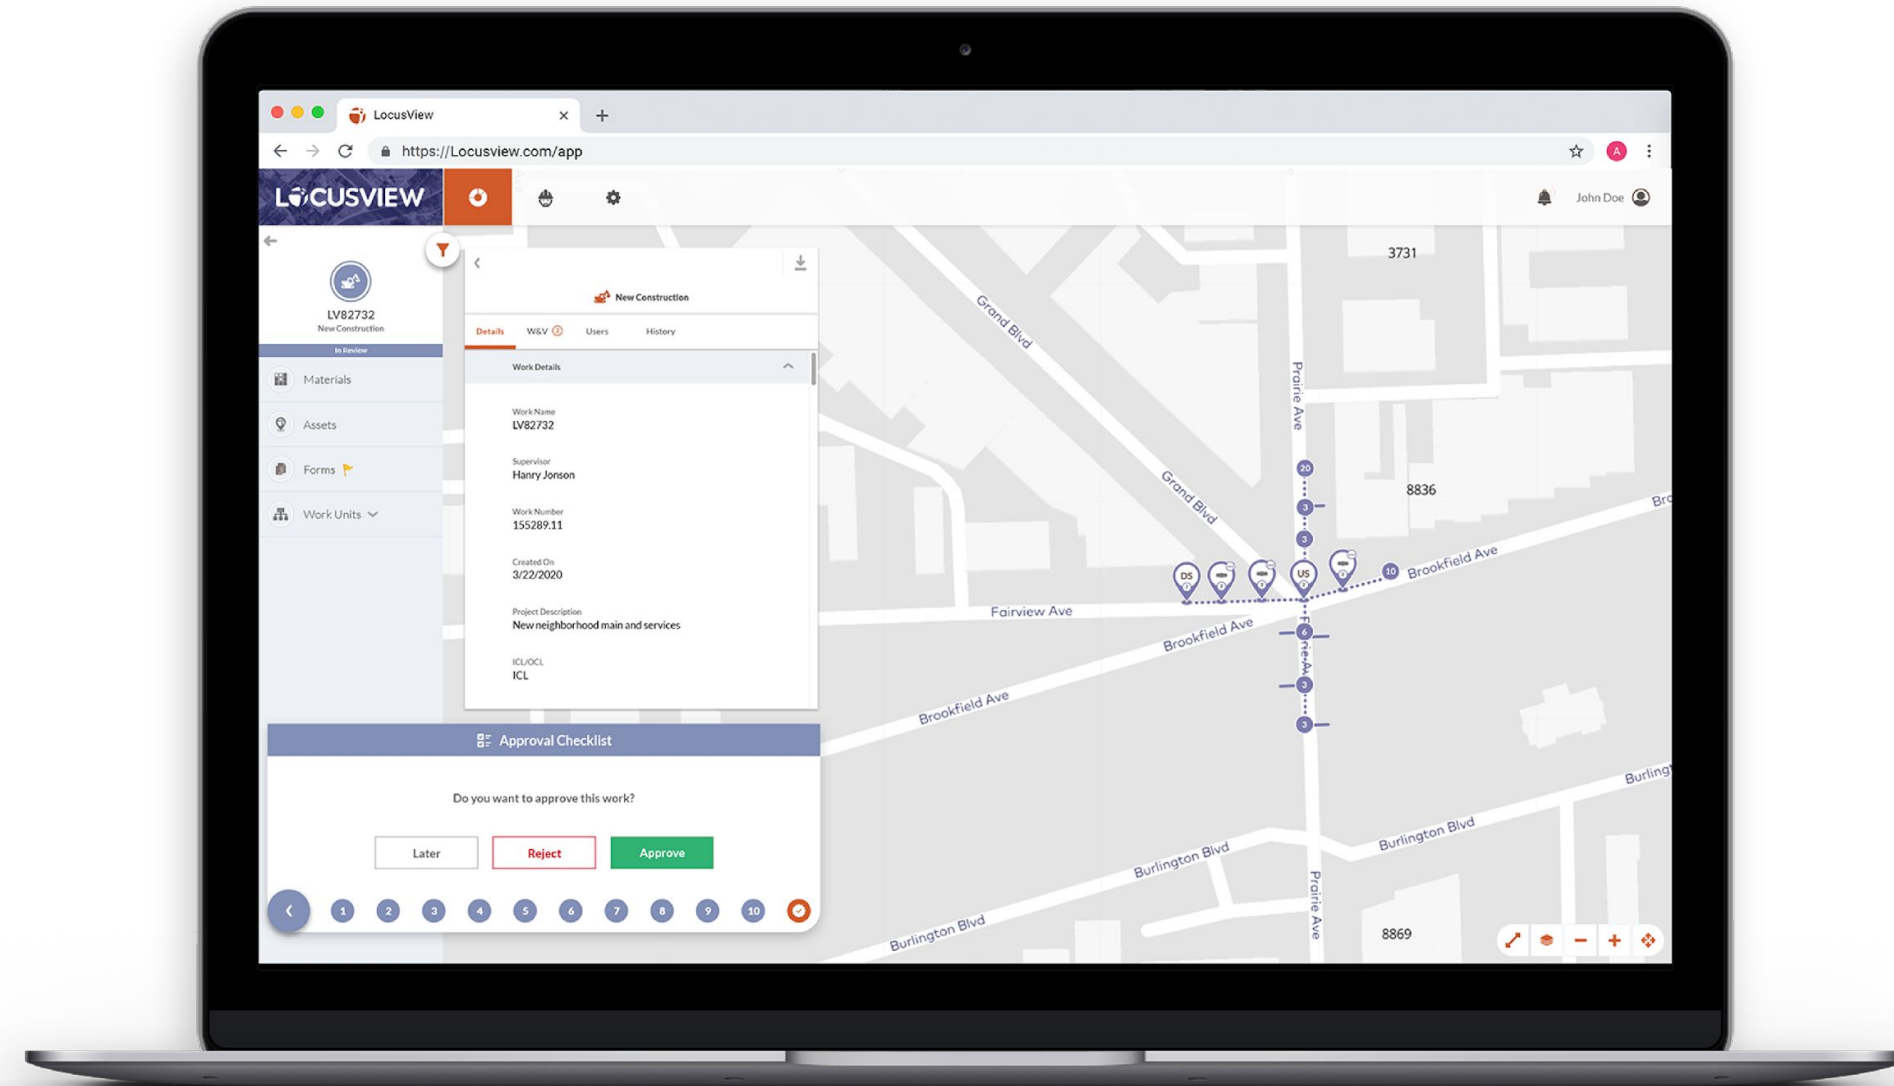 LocusView
https://Locusview.com/app
A
LOCUSVIEW
John Doe
LV82732
New Construction
In Review
Materials
Assets
Forms
Work Units
New Construction
Details W&V 2 Users History
Work Details
Work Name
LV82732
Supervisor
Hanry Jonson
Work Number
155289.11
Created On
3/22/2020
Project Description
New neighborhood main and services
ICL/OCL
ICL
Approval Checklist
Do you want to approve this work?
Later Reject Approve
1 2 3 4 5 6 7 8 9 10
3731
Grand Blvd
Prairie Ave
20
8836
Grand Blvd
3
Bro
3
Brookfield Ave
DS
US
10
Fairview Ave
Brookfield Ave
6
Prairie Ave
3
Brookfield Ave
3
Burling
Burlington Blvd
Burlington Blvd
Prairie Ave
Burlington Blvd
8869